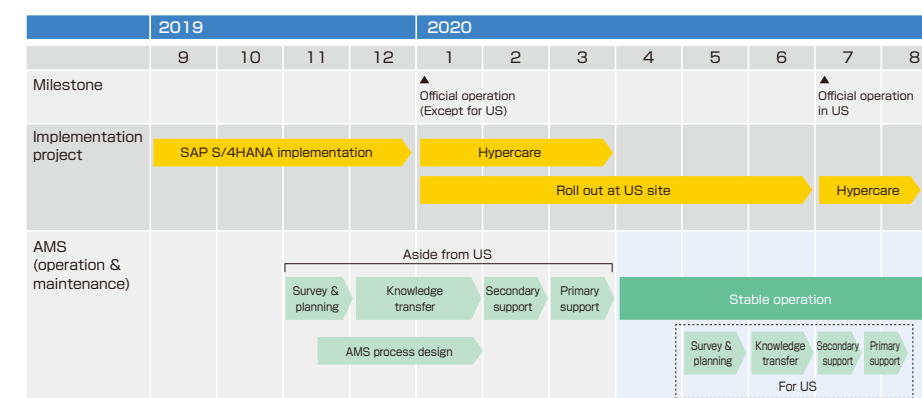 2019 2020
9 10 11 12 1 2 3 4 5 6 7 8
Milestone
▲ ▲
Official operation
(Except for US)
Official operation
in US
Implementation
project
SAP S/4HANA implementation
Hypercare
Roll out at US site
Hypercare
AMS
(operation &
maintenance)
Aside from US
Survey &
planning
Knowledge
transfer
Secondary
support
Primary
support
Stable operation
AMS process design
Survey &
planning
Knowledge
transfer
Secondary
support
Primary
support
For US